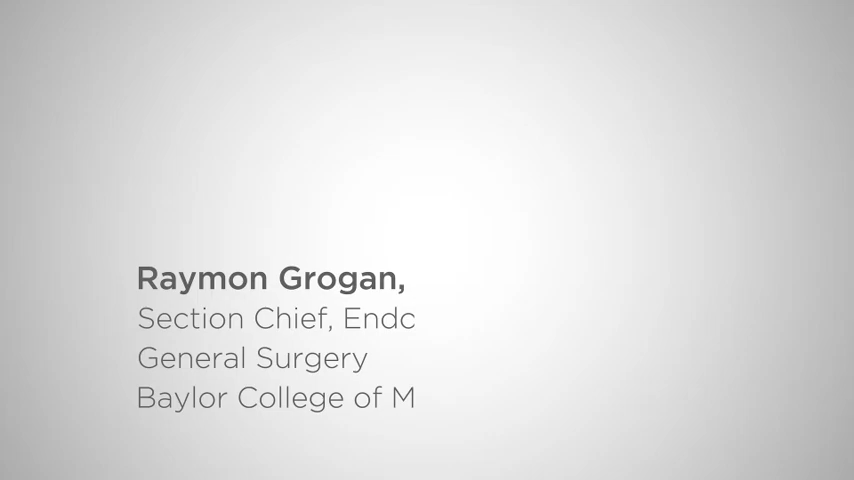 Raymon Grogan,
Section Chief, Endc
General Surgery
Baylor College of M